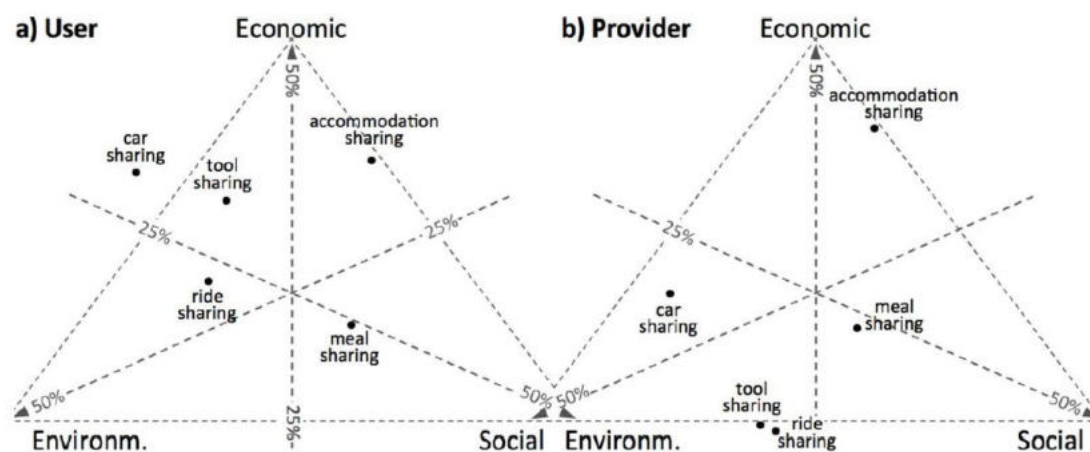 a) User
Economic
50%
car
sharing
tool
sharing
accommodation
sharing
25%
25%
ride
sharing
meal
sharing
50%
25%
50%
Environm.
Social
b) Provider
Economic
50%
accommodation
sharing
25%
25%
car
sharing
meal
sharing
tool
sharing
ride
sharing
50%
50%
Environm.
Social